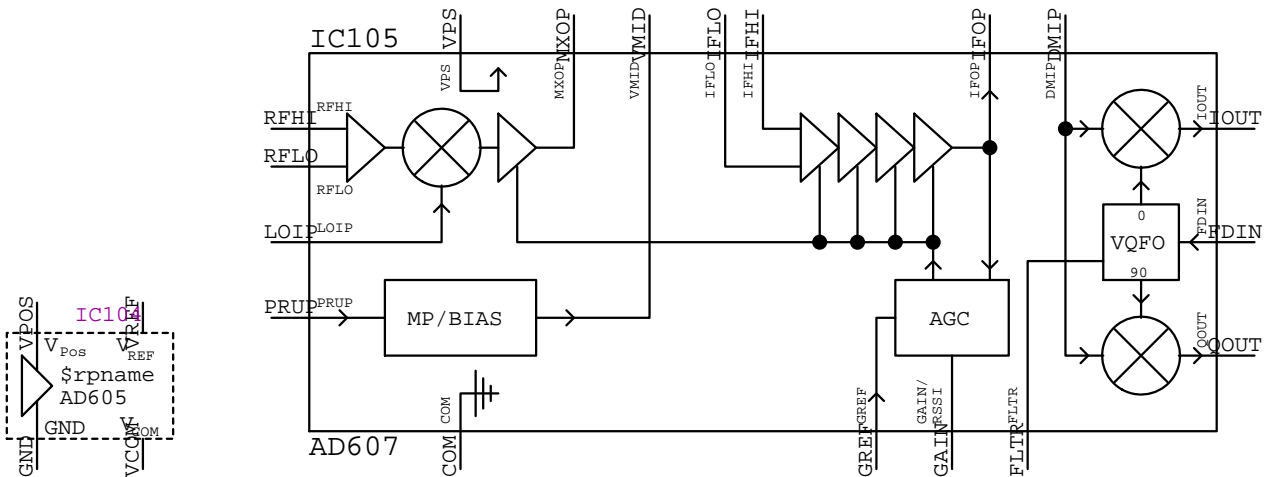 IC105
VPS
VPS
MXOP
MXOP
VMID
VMID
IFLO
IFLO
IFHI
IFHI
IFOP
IFOP
DMIP
DMIP
RFHI
RFHI
RFLO
RFLO
LOIP
LOIP
PRUP
PRUP
MP/BIAS
IOUT
IOUT
0
VQFO
90
FDIN
FDIN
AGC
QOUT
QOUT
COM
COM
GREF
GREF
GAIN/
RSSI
GAIN
FLTR
FLTR
AD607
IC104
VPOS
VREF
VPos
VREF
$rpname
AD605
GND
VCOM
GND
VCOM